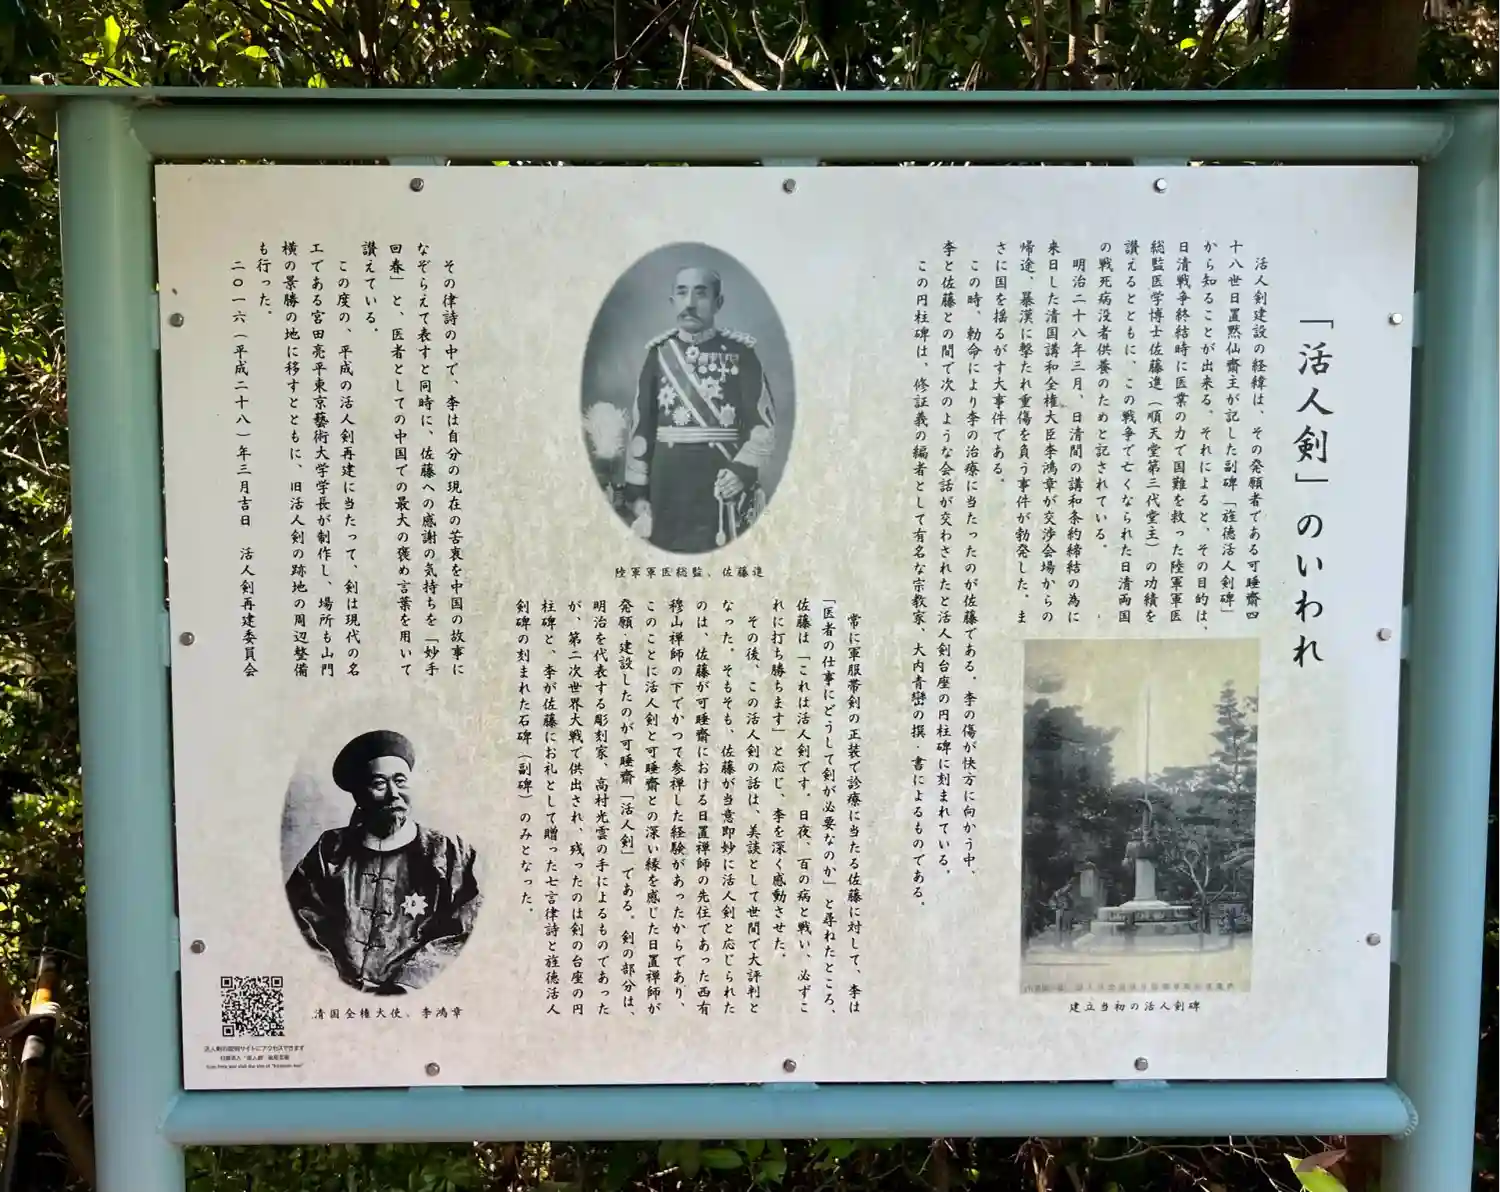 「活人剣」のいわれ
活人剣建設の経緯は、その発願者である可睡齋四
十八世日置黙仙齋主が記した副碑「旌徳活人剣碑」
から知ることが出来る。それによると、その目的は、
日清戦争終結時に医業の力で国難を救った陸軍軍医
総監医学博士佐藤進（順天堂第三代堂主）の功績を
讃えるとともに、この戦争で亡くなられた日清両国
の戦死病没者供養のためと記されている。
明治二十八年三月、日清間の講和条約締結の為に
来日した清国講和全権大臣李鴻章が交渉会場からの
帰途、暴漢に撃たれ重傷を負う事件が勃発した。ま
さに国を揺るがす大事件である。
この時、勅命により李の治療に当たったのが佐藤である。李の傷が快方に向かう中、
李と佐藤との間で次のような会話が交わされたと活人剣台座の円柱碑に刻まれている。
この円柱碑は、修証義の編者として有名な宗教家、大内青巒の撰・書によるものである。
建立当初の活人剣碑
陸軍軍医総監、佐藤進
常に軍服帯剣の正装で診療に当たる佐藤に対して、李は
「医者の仕事にどうして剣が必要なのか」と尋ねたところ、
佐藤は「これは活人剣です。日夜、百の病と戦い、必ずこ
れに打ち勝ちます」と応じ、李を深く感動させた。
その後、この活人剣の話は、美談として世間で大評判と
なった。そもそも、佐藤が当意即妙に活人剣と応じられた
のは、佐藤が可睡齋における日置禅師の先住であった西有
穆山禅師の下でかつて参禅した経験があったからであり、
このことに活人剣と可睡齋との深い縁を感じた日置禅師が
発願・建設したのが可睡齋「活人剣」である。剣の部分は、
明治を代表する彫刻家、高村光雲の手によるものであった
が、第二次世界大戦で供出され、残ったのは剣の台座の円
柱碑と、李が佐藤にお礼として贈った七言律詩と旌徳活人
剣碑の刻まれた石碑（副碑）のみとなった。
その律詩の中で、李は自分の現在の苦衷を中国の故事に
なぞらえて表すと同時に、佐藤への感謝の気持ちを「妙手
回春」と、医者としての中国での最大の褒め言葉を用いて
讃えている。
この度の、平成の活人剣再建に当たって、剣は現代の名
工である宮田亮平東京藝術大学学長が制作し、場所も山門
横の景勝の地に移すとともに、旧活人剣の跡地の周辺整備
も行った。
二〇一六（平成二十八）年三月吉日　活人剣再建委員会
清国全権大使、李鴻章
活人剣の説明サイトにアクセスできます